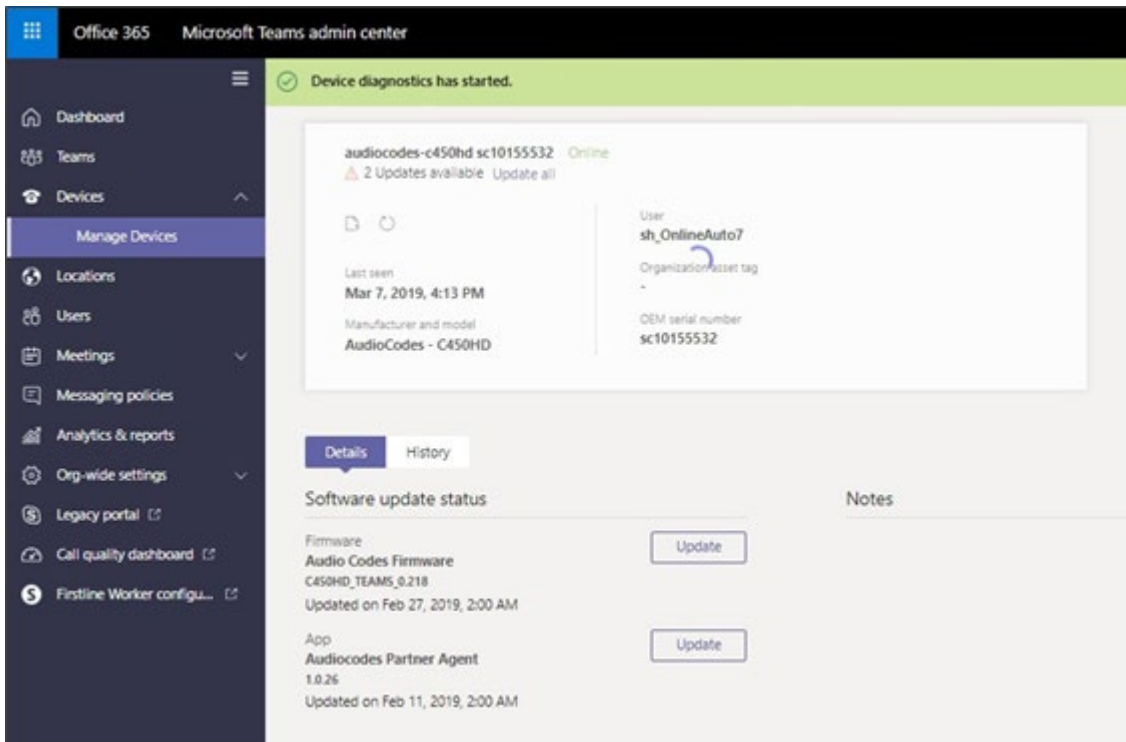 Office 365 Microsoft Teams admin center
Device diagnostics has started.
Dashboard
Teams
Devices
Manage Devices
Locations
Users
Meetings
Messaging policies
Analytics & reports
Org-wide settings
Legacy portal
Call quality dashboard
Firstline Worker configu...
audiocodes-c450hd sc10155532 Online
2 Updates available Update all
Last seen
Mar 7, 2019, 4:13 PM
Manufacturer and model
AudioCodes - C450HD
User
sh_OnlineAuto7
Organization asset tag
-
OEM serial number
sc10155532
Details History
Software update status
Firmware
Audio Codes Firmware
C450HD_TEAMS_0.218
Updated on Feb 27, 2019, 2:00 AM
Update
App
Audiocodes Partner Agent
1.0.26
Updated on Feb 11, 2019, 2:00 AM
Update
Notes